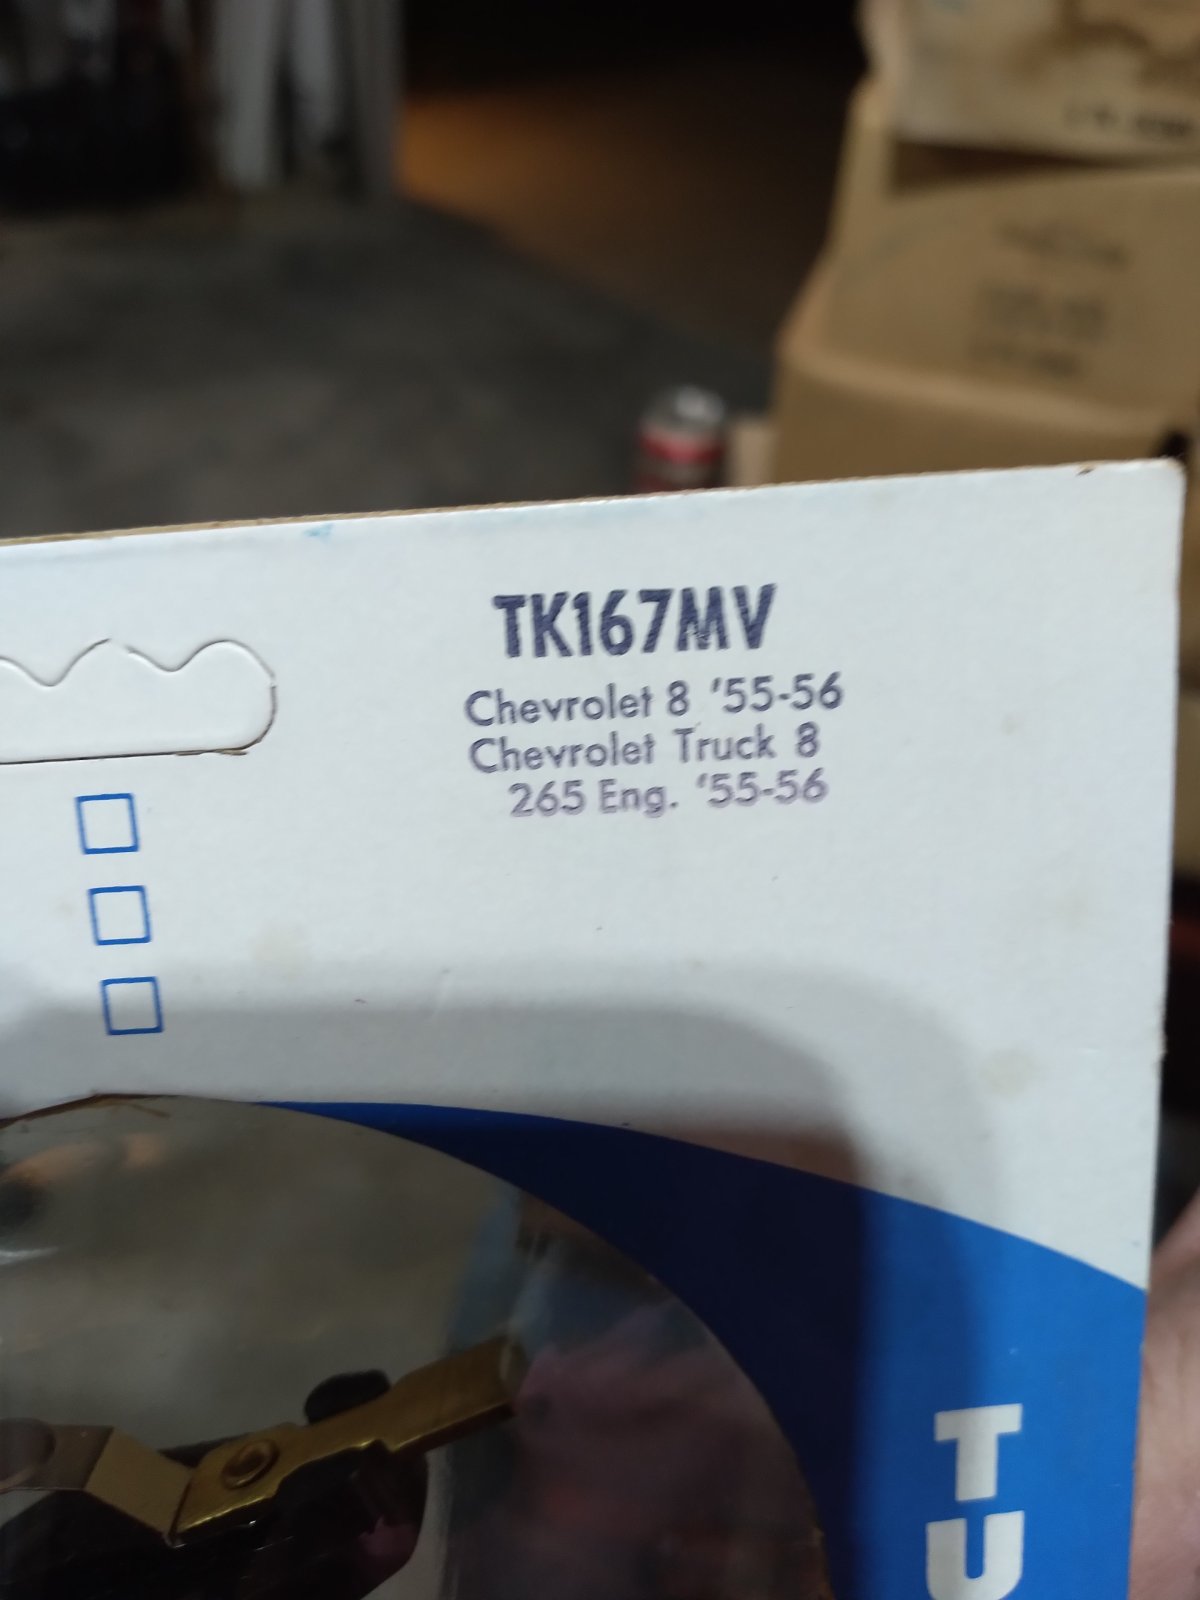 TK167MV
Chevrolet 8 '55-56
Chevrolet Truck 8
265 Eng. '55-56
T
U